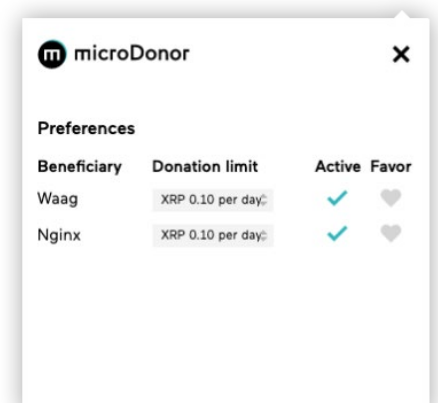 m microDonor
Preferences
Beneficiary Donation limit Active Favor
Waag XRP 0.10 per day
Nginx XRP 0.10 per day